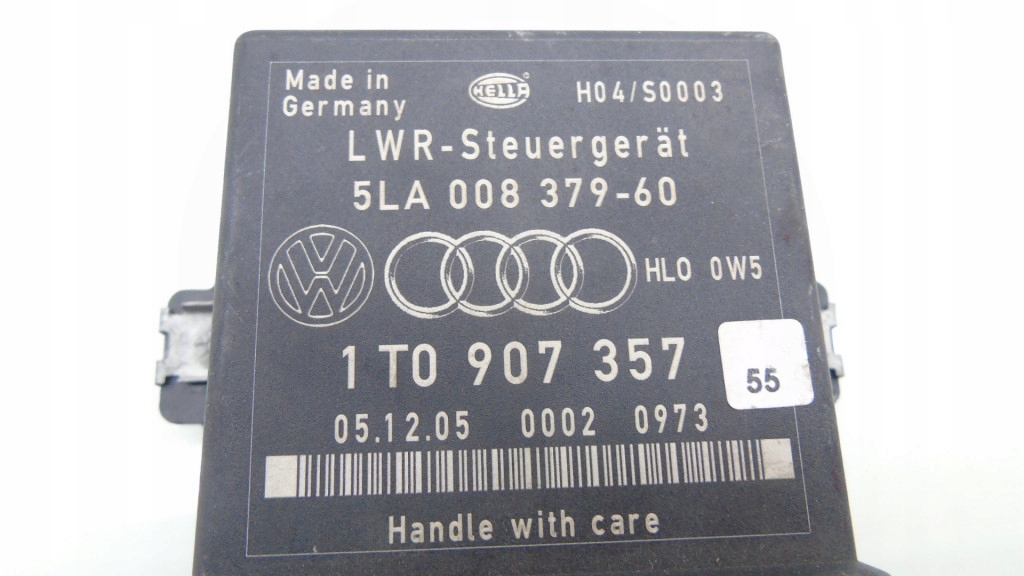 Made in
Germany
HELLA
H04/S0003
LWR-Steuergerät
5LA 008 379-60
VW
HLO 0W5
1T0 907 357
55
05.12.05 0002 0973
Handle with care